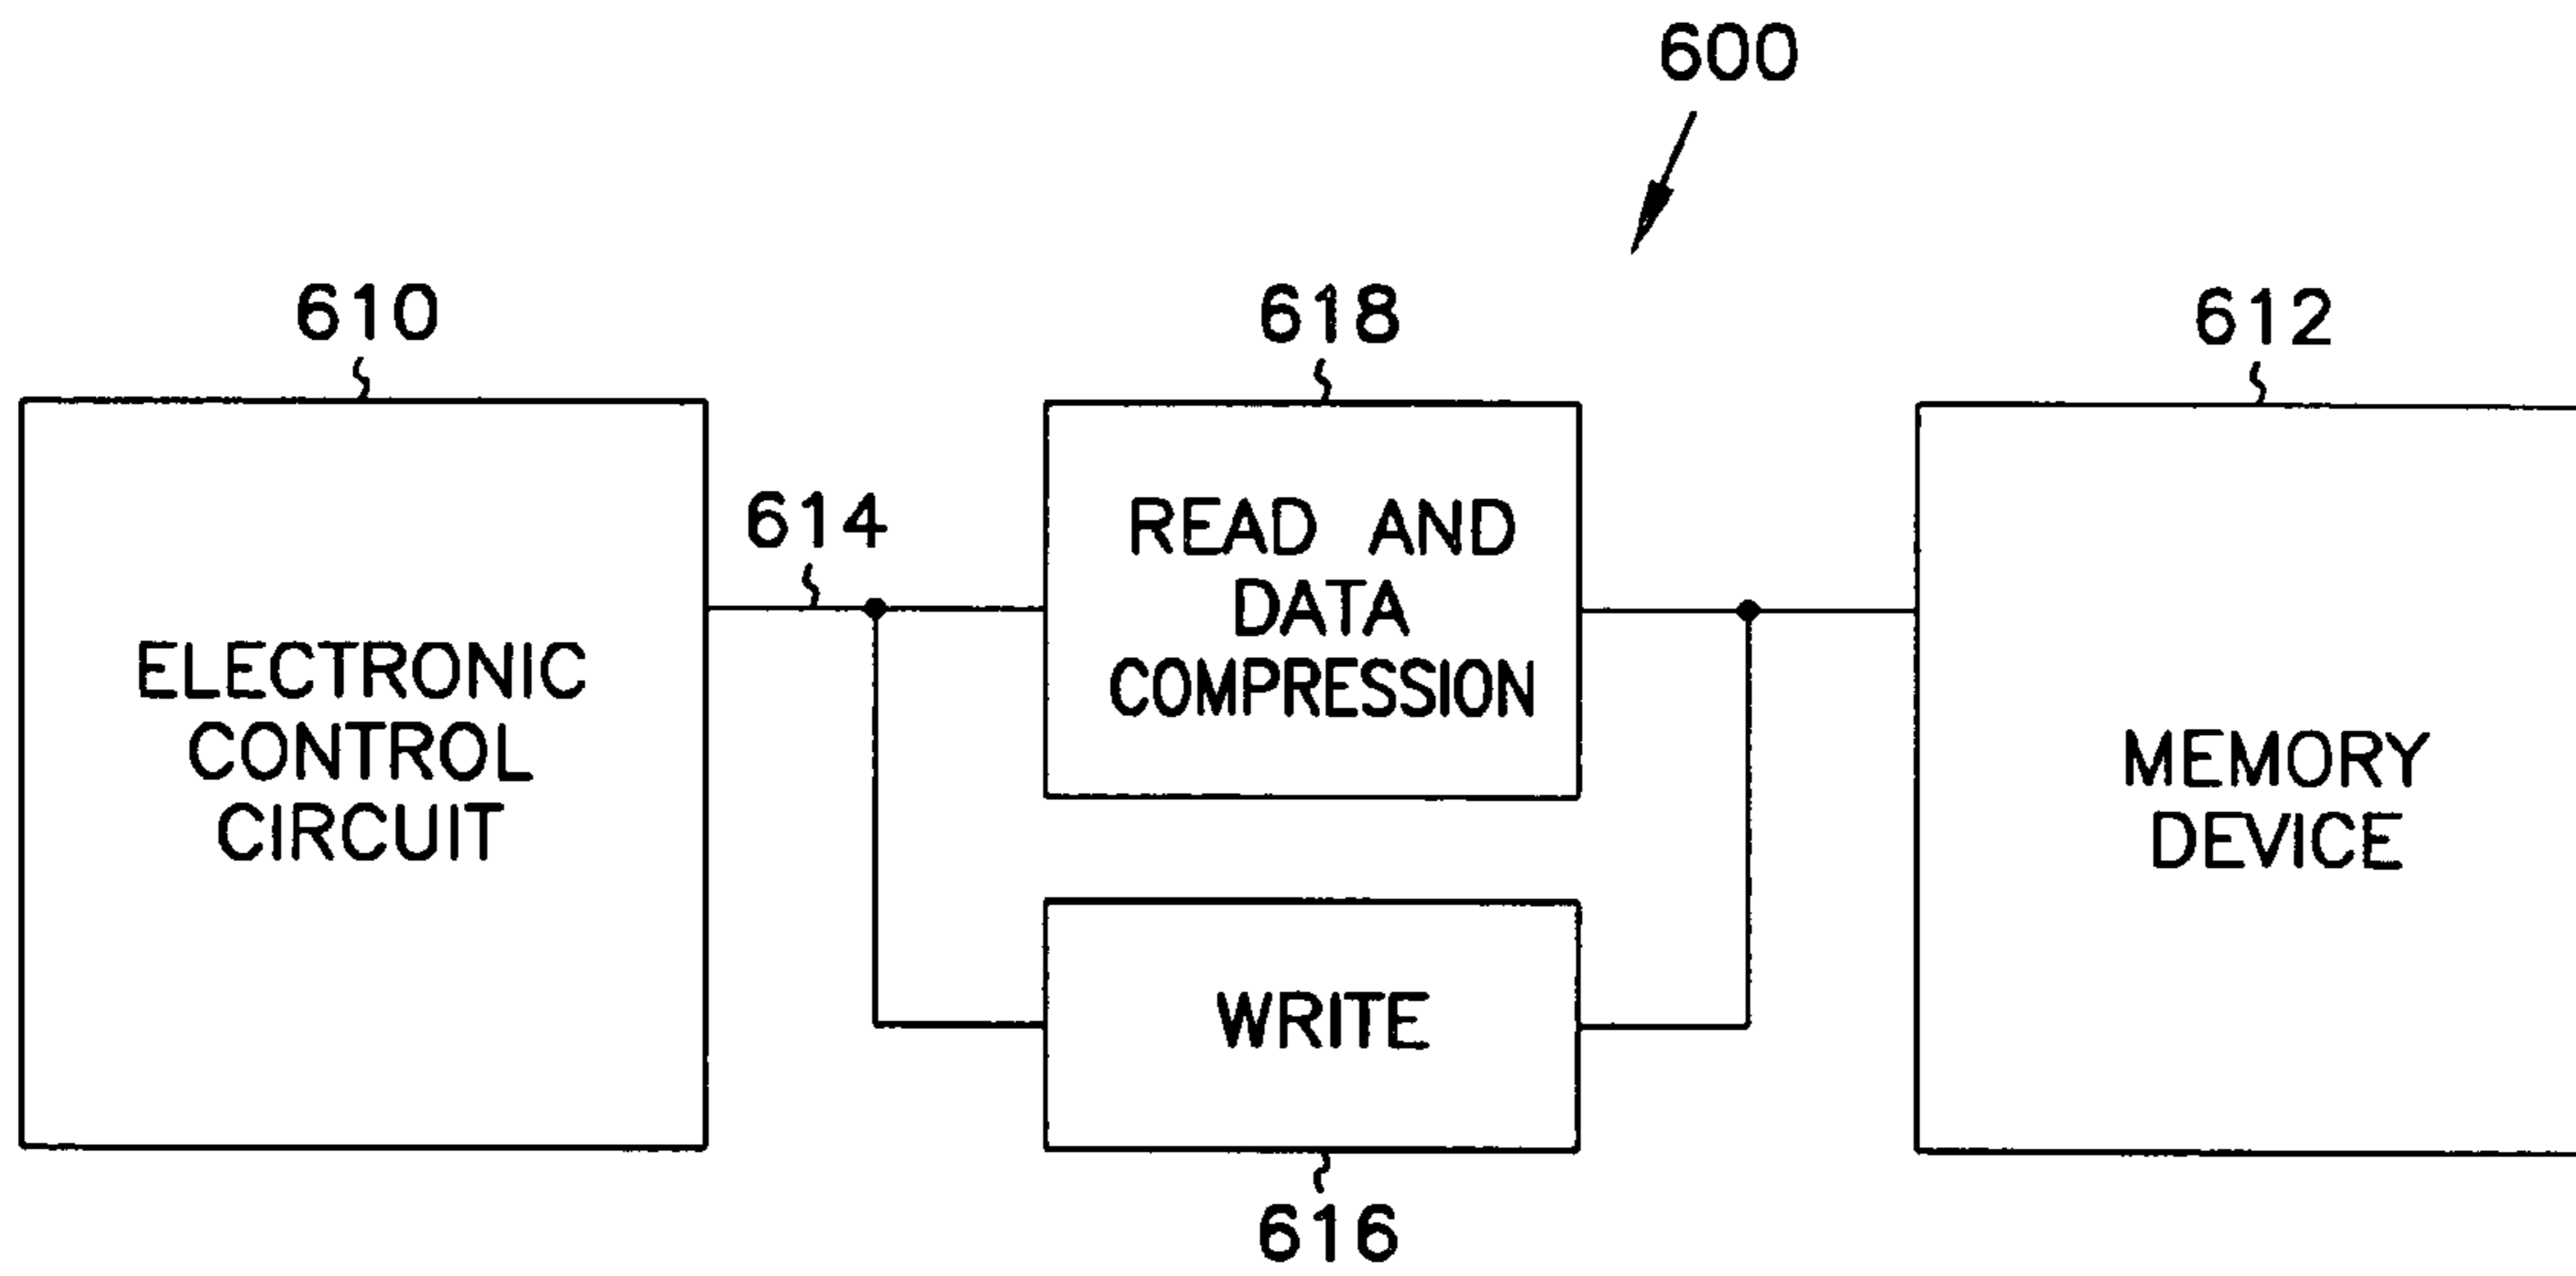 600
610
618
612
614
READ AND
DATA
COMPRESSION
ELECTRONIC
CONTROL
CIRCUIT
MEMORY
DEVICE
WRITE
616